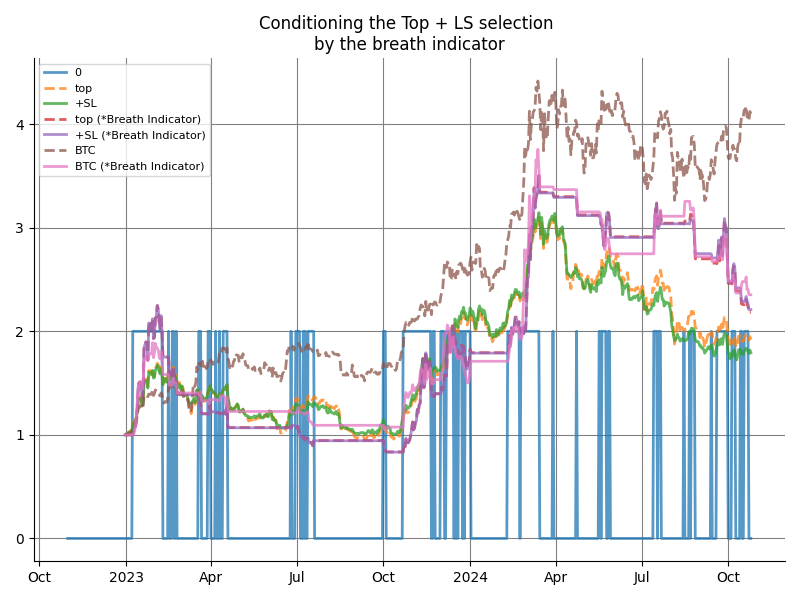 Conditioning the Top + LS selection
by the breath indicator
0
top
+SL
top (*Breath Indicator)
+SL (*Breath Indicator)
BTC
BTC (*Breath Indicator)
4
3
2
1
0
Oct
2023
Apr
Jul
Oct
2024
Apr
Jul
Oct